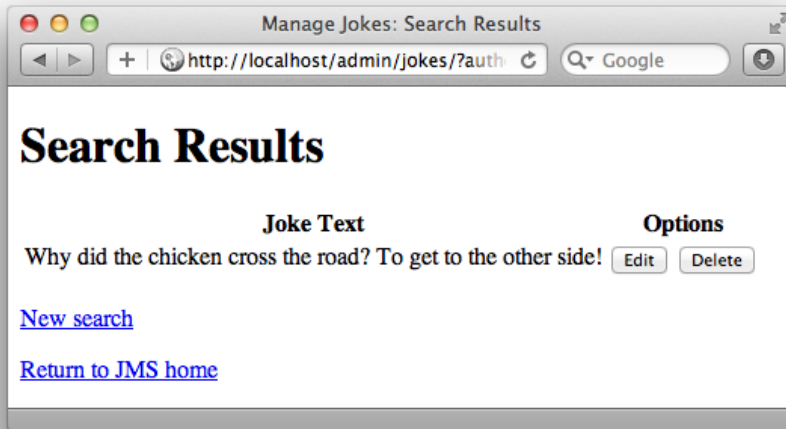 Manage Jokes: Search Results
http://localhost/admin/jokes/?auth
Google
Search Results
Joke Text Options
Why did the chicken cross the road? To get to the other side! Edit Delete
New search
Return to JMS home